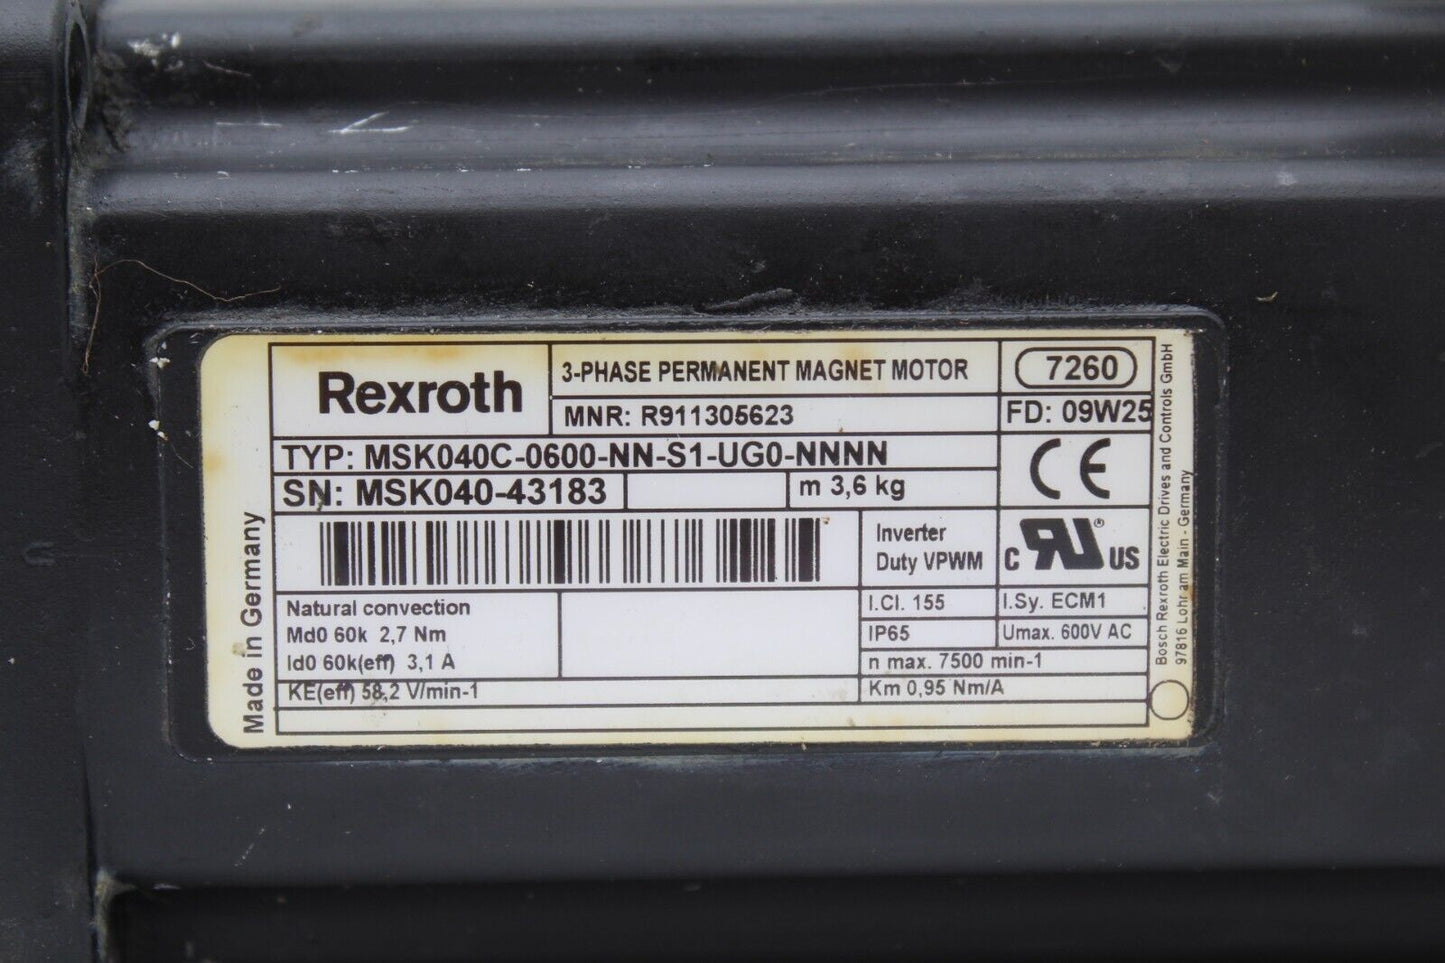 Rexroth
3-PHASE PERMANENT MAGNET MOTOR
7260
MNR: R911305623
FD: 09W25
TYP: MSK040C-0600-NN-S1-UG0-NNNN
CE
SN: MSK040-43183
m 3,6 kg
Inverter
Duty VPWM
C RU ® US
Natural convection
Md0 60k 2,7 Nm
Id0 60k(eff) 3,1 A
KE(eff) 58,2 V/min-1
I.Cl. 155
I.Sy. ECM1
IP65
Umax. 600V AC
n max. 7500 min-1
Km 0,95 Nm/A
Made in Germany
Bosch Rexroth Electric Drives and Controls GmbH
97816 Lohr am Main - Germany